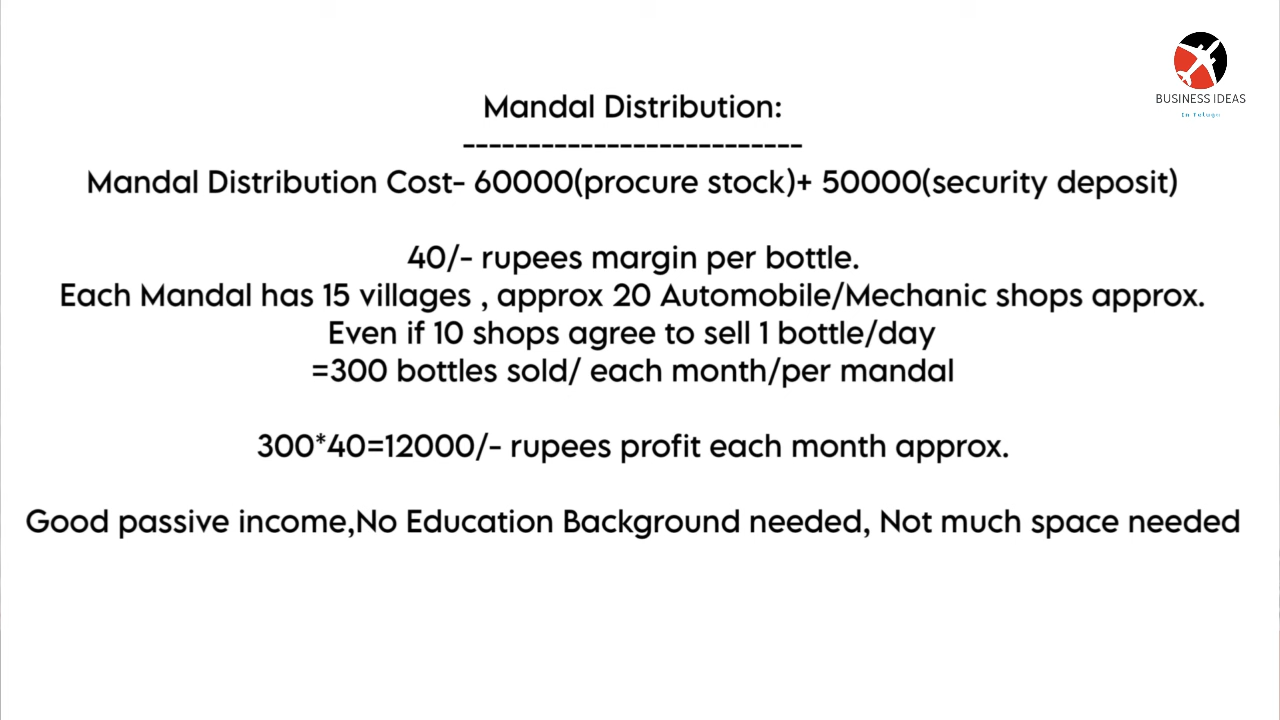 BUSINESS IDEAS
In Telugu
Mandal Distribution:
--------------------------
Mandal Distribution Cost- 60000(procure stock)+ 50000(security deposit)
40/- rupees margin per bottle.
Each Mandal has 15 villages , approx 20 Automobile/Mechanic shops approx.
Even if 10 shops agree to sell 1 bottle/day
=300 bottles sold/ each month/per mandal
300*40=12000/- rupees profit each month approx.
Good passive income,No Education Background needed, Not much space needed